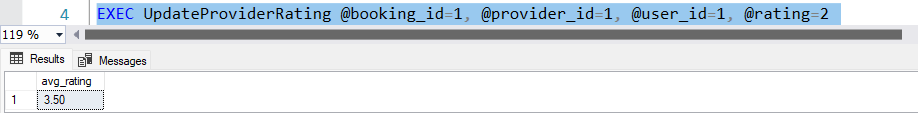 4 EXEC UpdateProviderRating @booking_id=1, @provider_id=1, @user_id=1, @rating=2
119 %
Results Messages
avg_rating
1 3.50